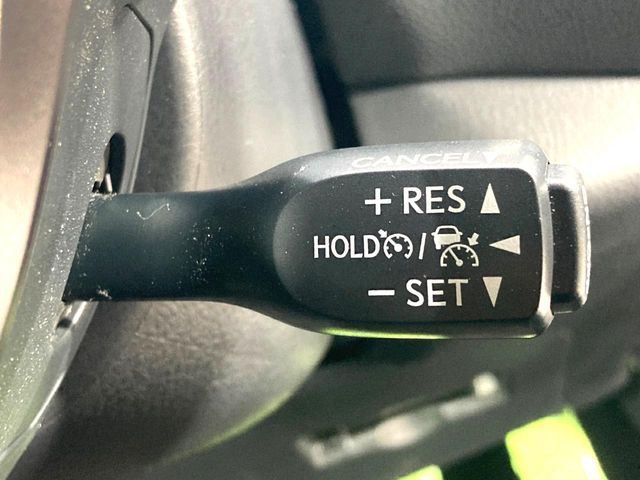 CANCEL
+ RES
HOLD /
− SET